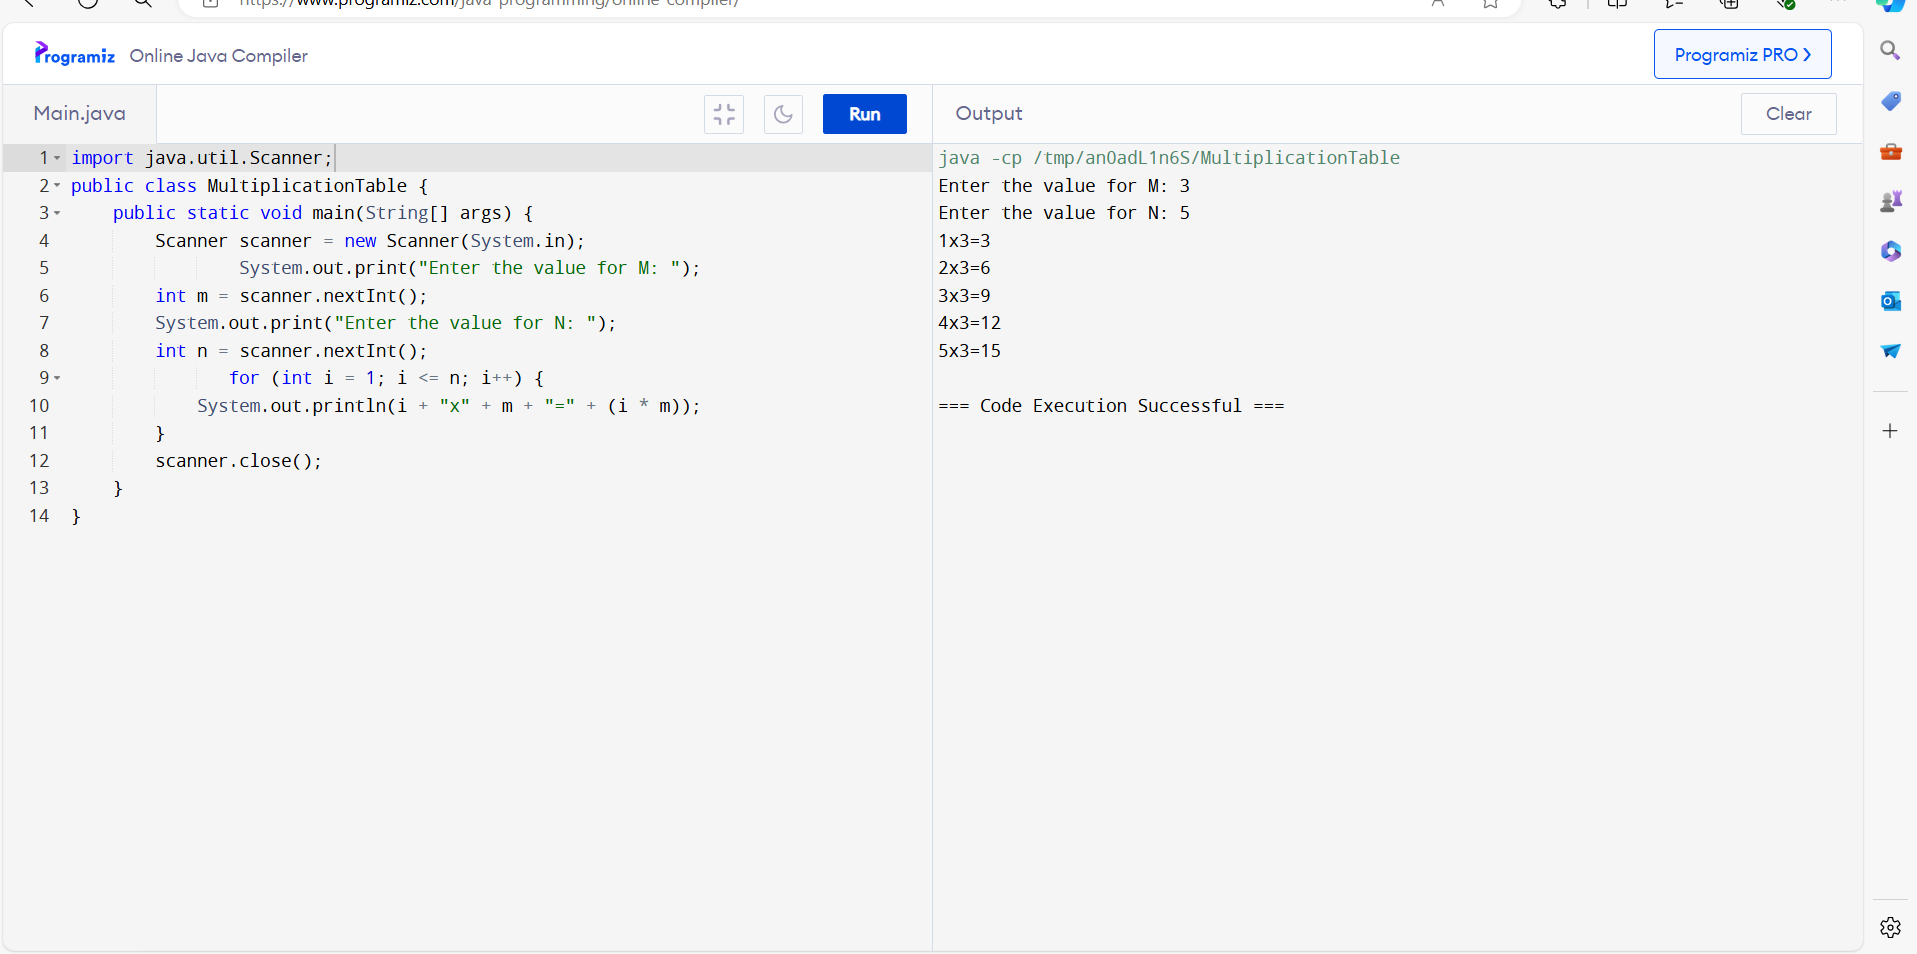 https://www.programiz.com/java-programming/online-compiler/
Programiz Online Java Compiler
Programiz PRO
Main.java
Run
Output
Clear
1 import java.util.Scanner;
2 public class MultiplicationTable {
3 public static void main(String[] args) {
4 Scanner scanner = new Scanner(System.in);
5 System.out.print("Enter the value for M: ");
6 int m = scanner.nextInt();
7 System.out.print("Enter the value for N: ");
8 int n = scanner.nextInt();
9 for (int i = 1; i <= n; i++) {
10 System.out.println(i + "x" + m + "=" + (i * m));
11 }
12 scanner.close();
13 }
14 }
java -cp /tmp/anOadL1n6S/MultiplicationTable
Enter the value for M: 3
Enter the value for N: 5
1x3=3
2x3=6
3x3=9
4x3=12
5x3=15
=== Code Execution Successful ===